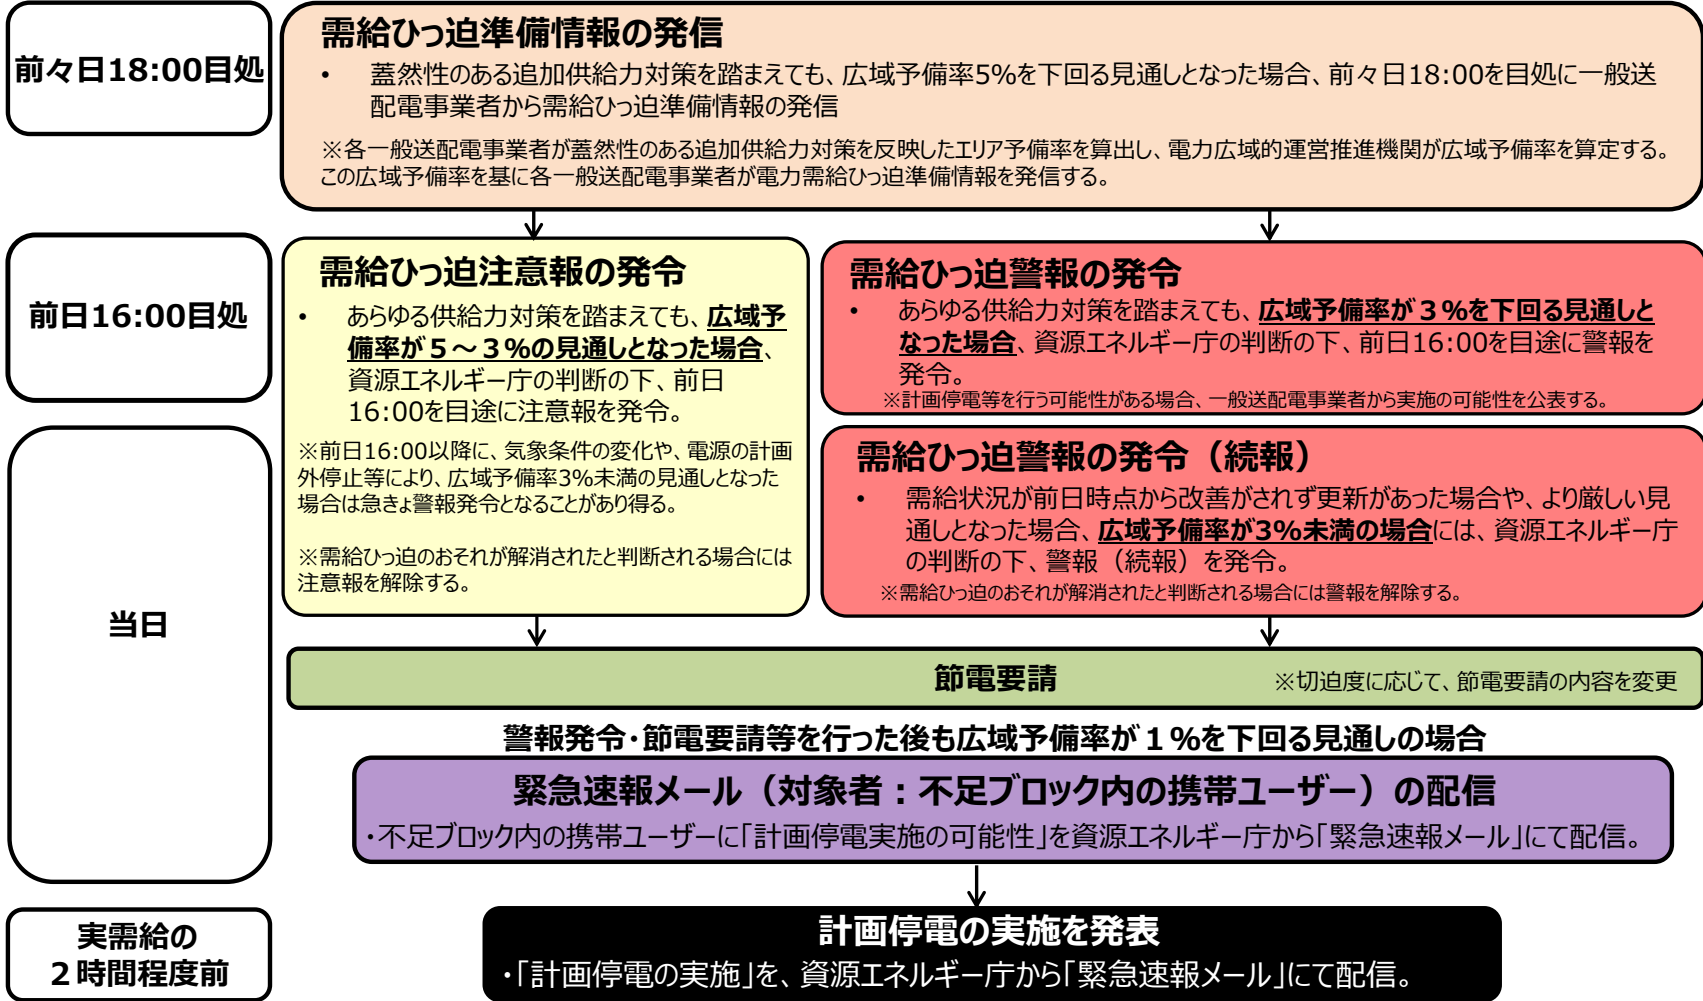 前々日18:00目処
需給ひっ迫準備情報の発信
• 蓋然性のある追加供給力対策を踏まえても、広域予備率5%を下回る見通しとなった場合、前々日18:00を目処に一般送
配電事業者から需給ひっ迫準備情報の発信
※各一般送配電事業者が蓋然性のある追加供給力対策を反映したエリア予備率を算出し、電力広域的運営推進機関が広域予備率を算定する。
この広域予備率を基に各一般送配電事業者が電力需給ひっ迫準備情報を発信する。
前日16:00目処
需給ひっ迫注意報の発令
• あらゆる供給力対策を踏まえても、広域予
備率が5～3%の見通しとなった場合、
資源エネルギー庁の判断の下、前日
16:00を目途に注意報を発令。
※前日16:00以降に、気象条件の変化や、電源の計画
外停止等により、広域予備率3%未満の見通しとなった
場合は急きょ警報発令となることがあり得る。
※需給ひっ迫のおそれが解消されたと判断される場合には
注意報を解除する。
需給ひっ迫警報の発令
• あらゆる供給力対策を踏まえても、広域予備率が3%を下回る見通しと
なった場合、資源エネルギー庁の判断の下、前日16:00を目途に警報を
発令。
※計画停電等を行う可能性がある場合、一般送配電事業者から実施の可能性を公表する。
当日
需給ひっ迫警報の発令（続報）
• 需給状況が前日時点から改善がされず更新があった場合や、より厳しい見
通しとなった場合、広域予備率が3%未満の場合には、資源エネルギー庁
の判断の下、警報（続報）を発令。
※需給ひっ迫のおそれが解消されたと判断される場合には警報を解除する。
節電要請 ※切迫度に応じて、節電要請の内容を変更
警報発令・節電要請等を行った後も広域予備率が1%を下回る見通しの場合
緊急速報メール（対象者：不足ブロック内の携帯ユーザー）の配信
・不足ブロック内の携帯ユーザーに「計画停電実施の可能性」を資源エネルギー庁から「緊急速報メール」にて配信。
実需給の
2時間程度前
計画停電の実施を発表
・「計画停電の実施」を、資源エネルギー庁から「緊急速報メール」にて配信。